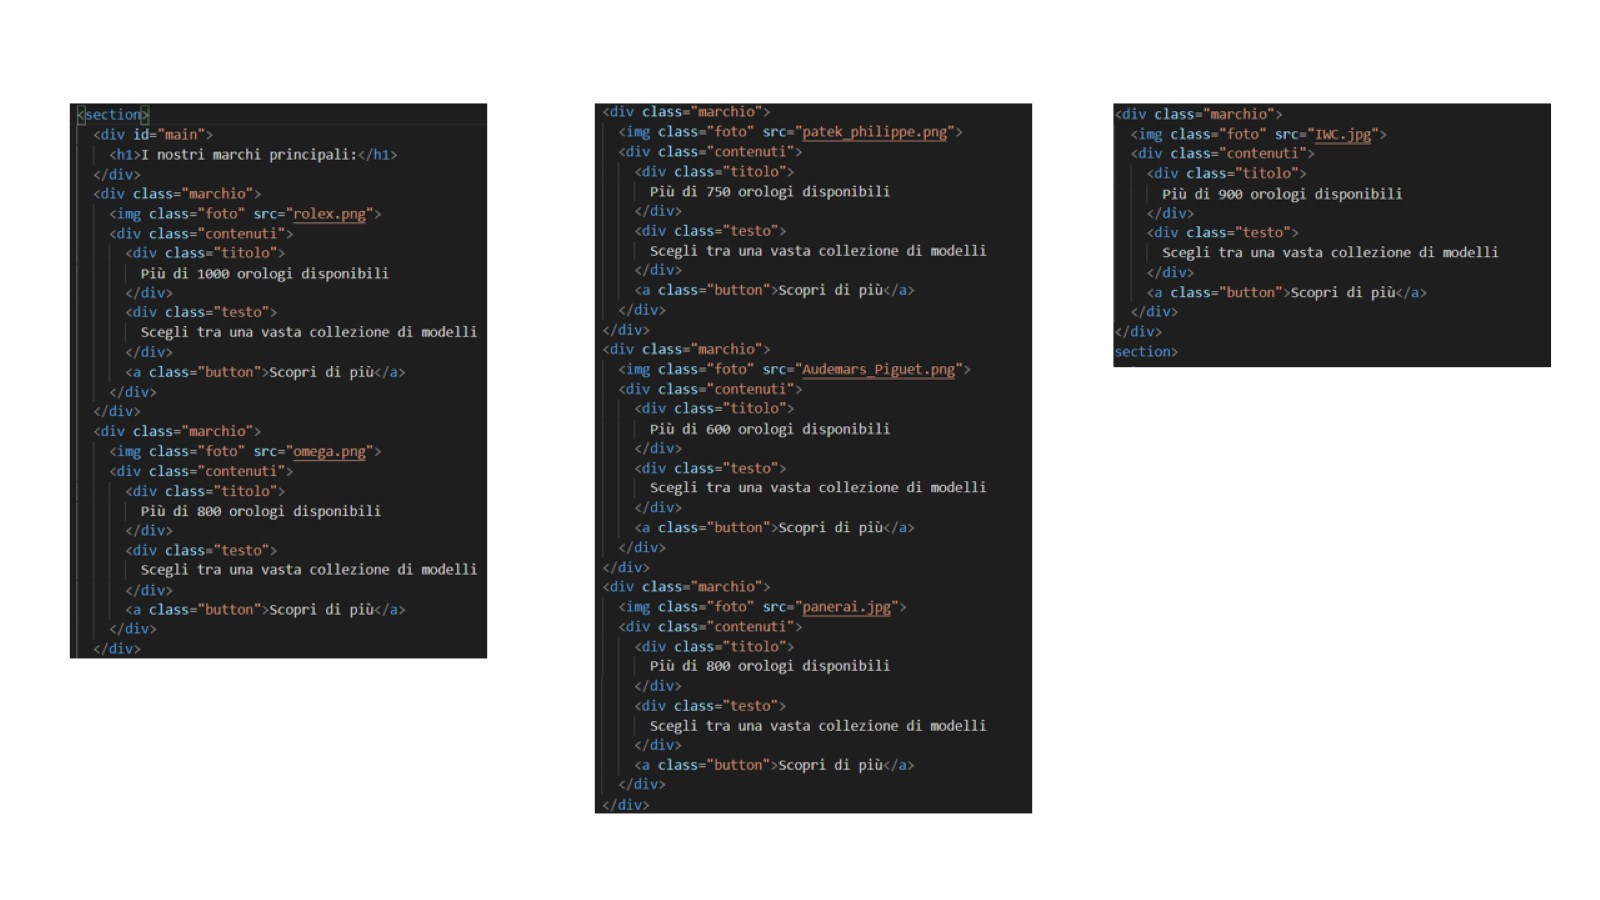 <section>
<div id="main">
<h1>I nostri marchi principali:</h1>
</div>
<div class="marchio">
<img class="foto" src="rolex.png">
<div class="contenuti">
<div class="titolo">
Più di 1000 orologi disponibili
</div>
<div class="testo">
Scegli tra una vasta collezione di modelli
</div>
<a class="button">Scopri di più</a>
</div>
</div>
<div class="marchio">
<img class="foto" src="omega.png">
<div class="contenuti">
<div class="titolo">
Più di 800 orologi disponibili
</div>
<div class="testo">
Scegli tra una vasta collezione di modelli
</div>
<a class="button">Scopri di più</a>
</div>
</div>
<div class="marchio">
<img class="foto" src="patek_philippe.png">
<div class="contenuti">
<div class="titolo">
Più di 750 orologi disponibili
</div>
<div class="testo">
Scegli tra una vasta collezione di modelli
</div>
<a class="button">Scopri di più</a>
</div>
</div>
<div class="marchio">
<img class="foto" src="Audemars_Piguet.png">
<div class="contenuti">
<div class="titolo">
Più di 600 orologi disponibili
</div>
<div class="testo">
Scegli tra una vasta collezione di modelli
</div>
<a class="button">Scopri di più</a>
</div>
</div>
<div class="marchio">
<img class="foto" src="panerai.jpg">
<div class="contenuti">
<div class="titolo">
Più di 800 orologi disponibili
</div>
<div class="testo">
Scegli tra una vasta collezione di modelli
</div>
<a class="button">Scopri di più</a>
</div>
</div>
<div class="marchio">
<img class="foto" src="IWC.jpg">
<div class="contenuti">
<div class="titolo">
Più di 900 orologi disponibili
</div>
<div class="testo">
Scegli tra una vasta collezione di modelli
</div>
<a class="button">Scopri di più</a>
</div>
</div>
section>